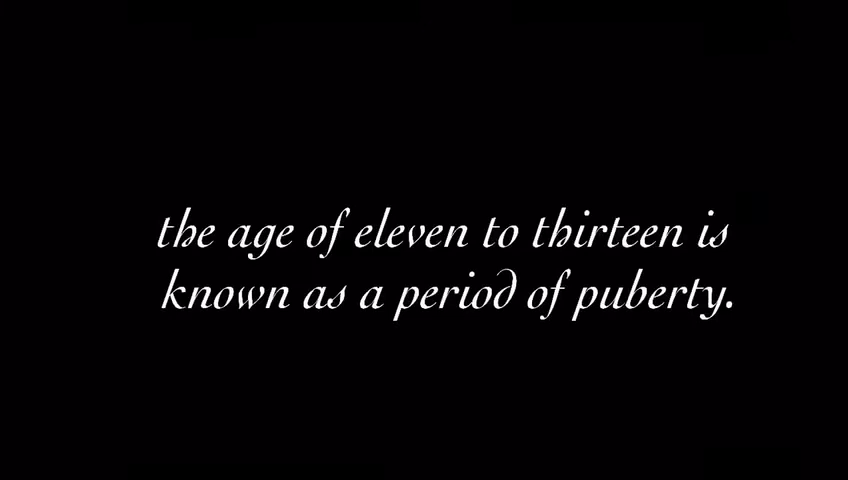 the age of eleven to thirteen is
known as a period of puberty.